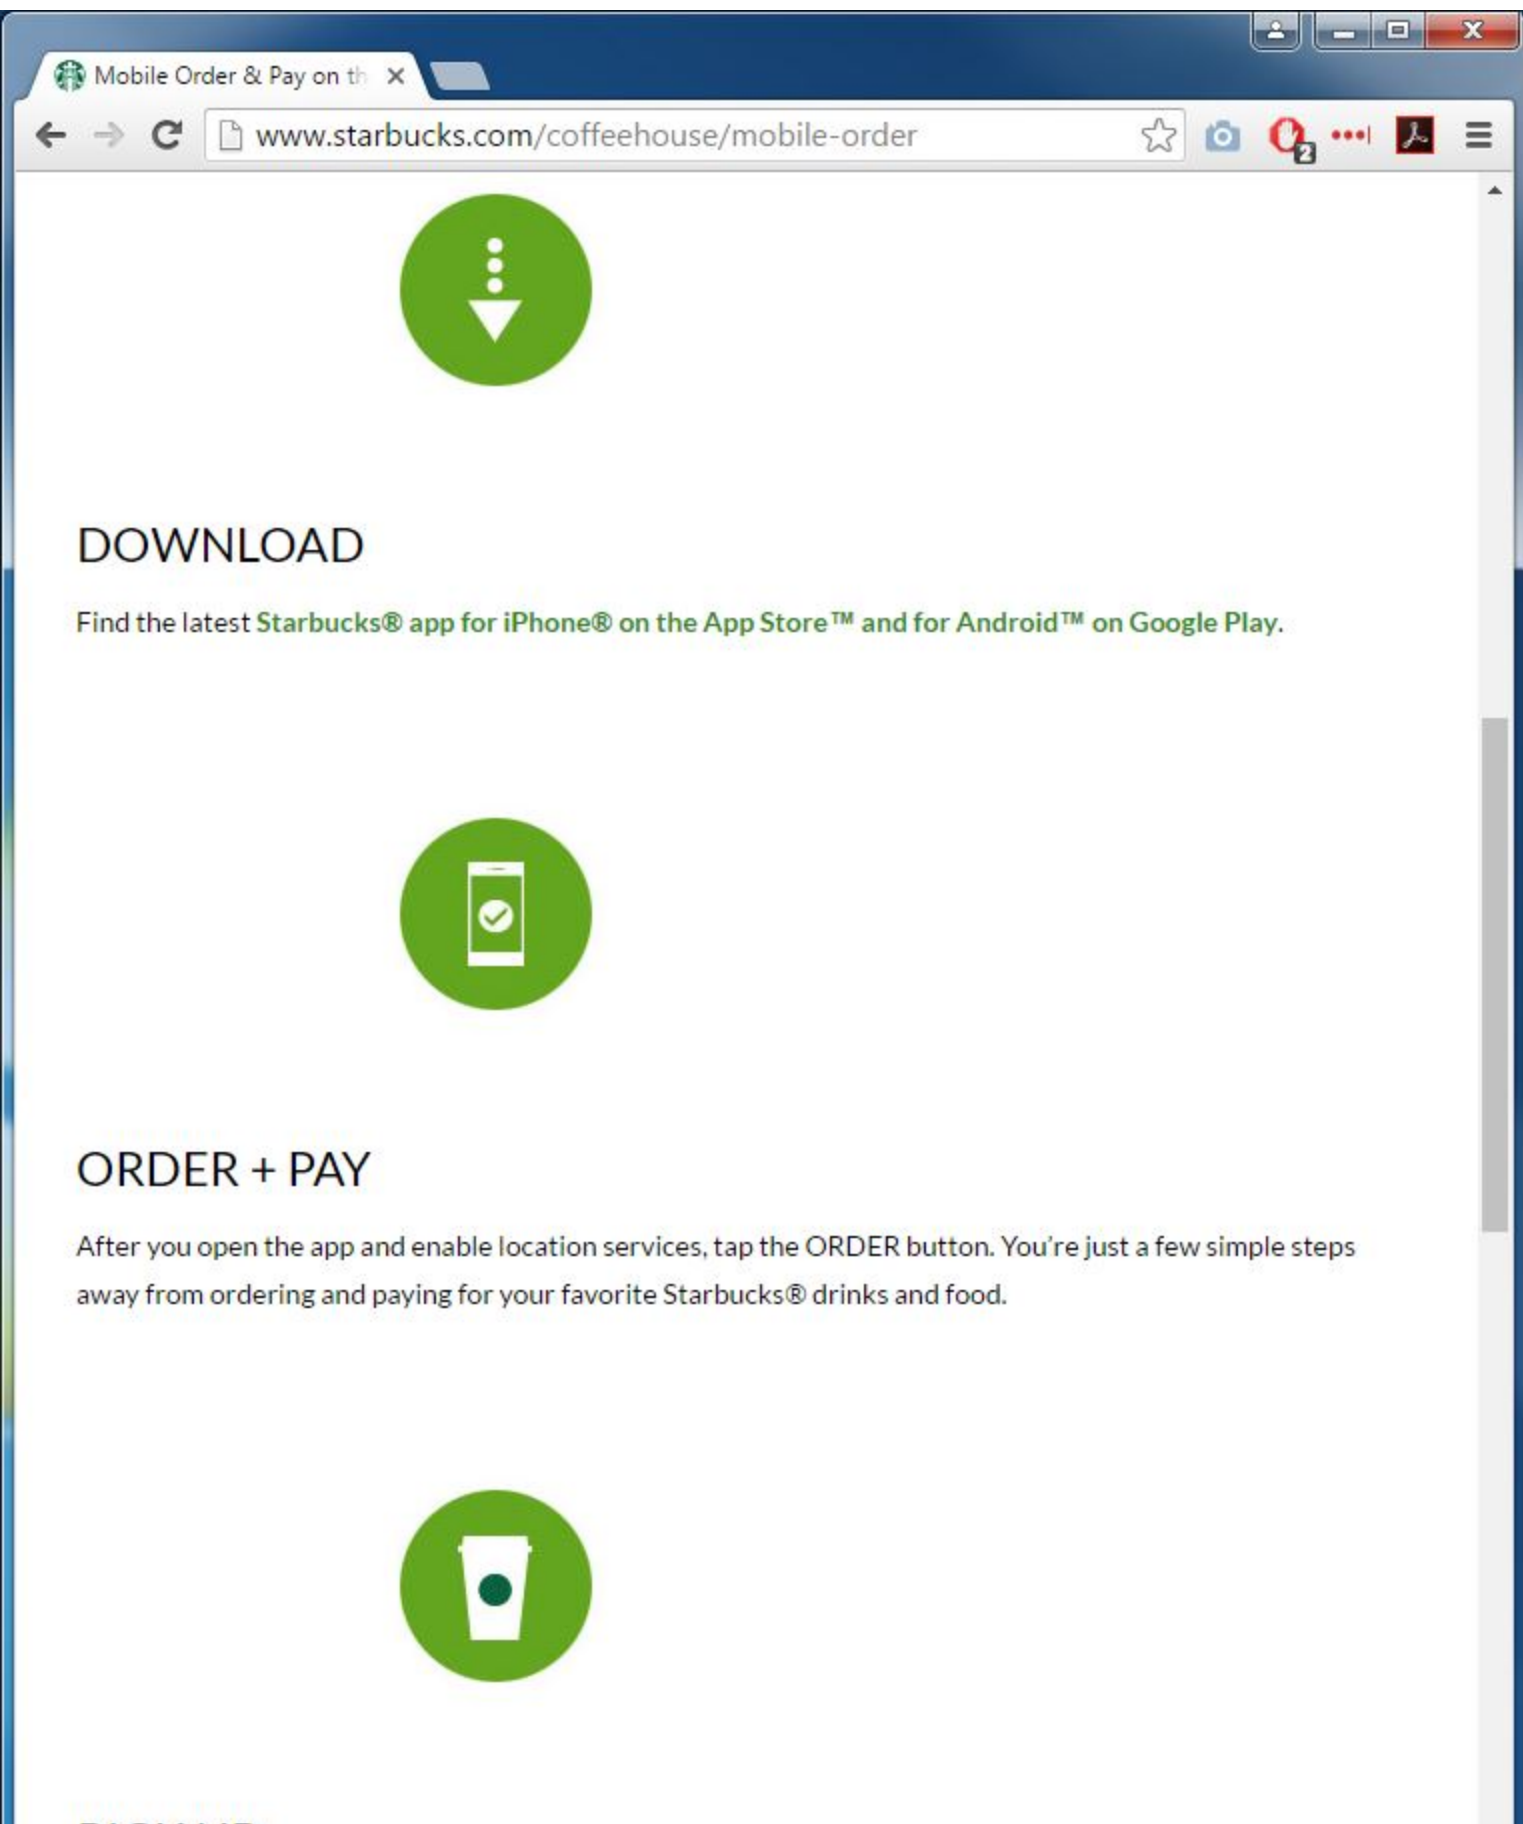 Mobile Order & Pay on th
www.starbucks.com/coffeehouse/mobile-order
2
DOWNLOAD
Find the latest Starbucks® app for iPhone® on the App Store™ and for Android™ on Google Play.
ORDER + PAY
After you open the app and enable location services, tap the ORDER button. You're just a few simple steps
away from ordering and paying for your favorite Starbucks® drinks and food.